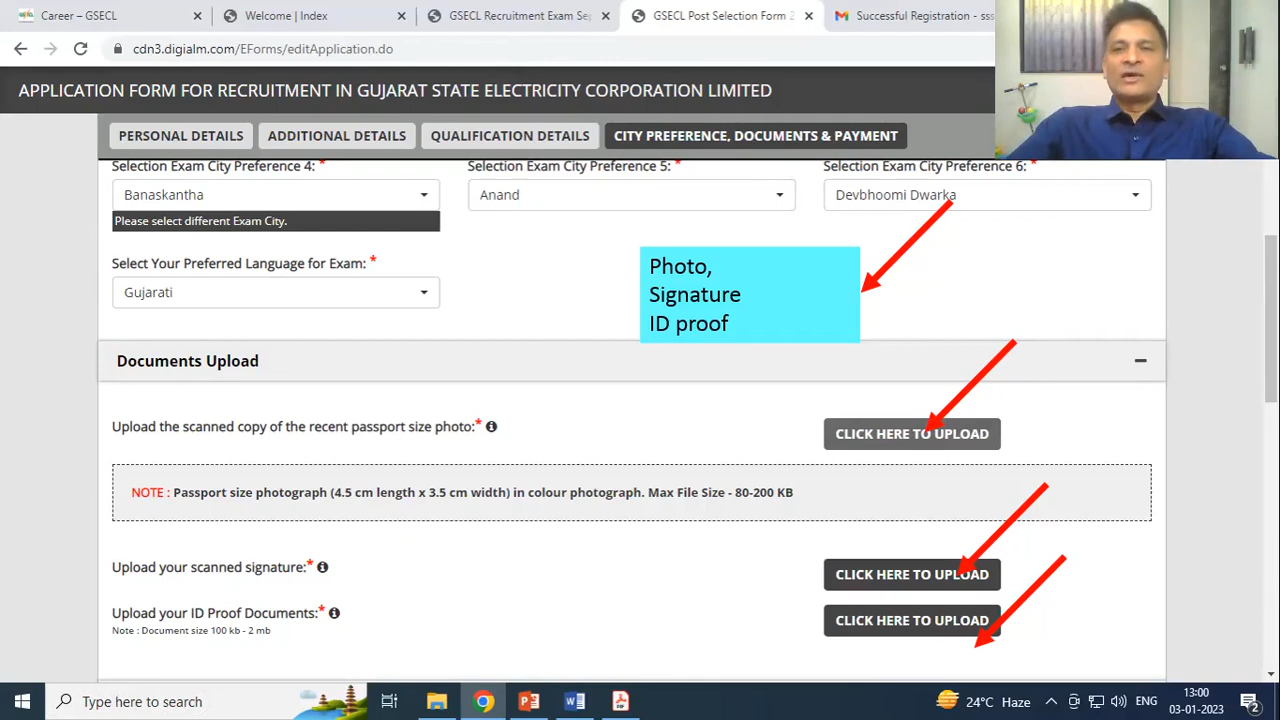 Career – GSECL
Welcome | Index
GSECL Recruitment Exam Se
GSECL Post Selection Form 2
Successful Registration - sss
cdn3.digialm.com/EForms/editApplication.do
APPLICATION FORM FOR RECRUITMENT IN GUJARAT STATE ELECTRICITY CORPORATION LIMITED
PERSONAL DETAILS
ADDITIONAL DETAILS
QUALIFICATION DETAILS
CITY PREFERENCE, DOCUMENTS & PAYMENT
Selection Exam City Preference 4: *
Selection Exam City Preference 5: *
Selection Exam City Preference 6: *
Banaskantha
Anand
Devbhoomi Dwarka
Please select different Exam City.
Select Your Preferred Language for Exam: *
Gujarati
Photo,
Signature
ID proof
Documents Upload
Upload the scanned copy of the recent passport size photo:*
CLICK HERE TO UPLOAD
NOTE : Passport size photograph (4.5 cm length x 3.5 cm width) in colour photograph. Max File Size - 80-200 KB
Upload your scanned signature:*
CLICK HERE TO UPLOAD
Upload your ID Proof Documents:*
CLICK HERE TO UPLOAD
Note : Document size 100 kb - 2 mb
Type here to search
24°C Haze
ENG
13:00
03-01-2023
2